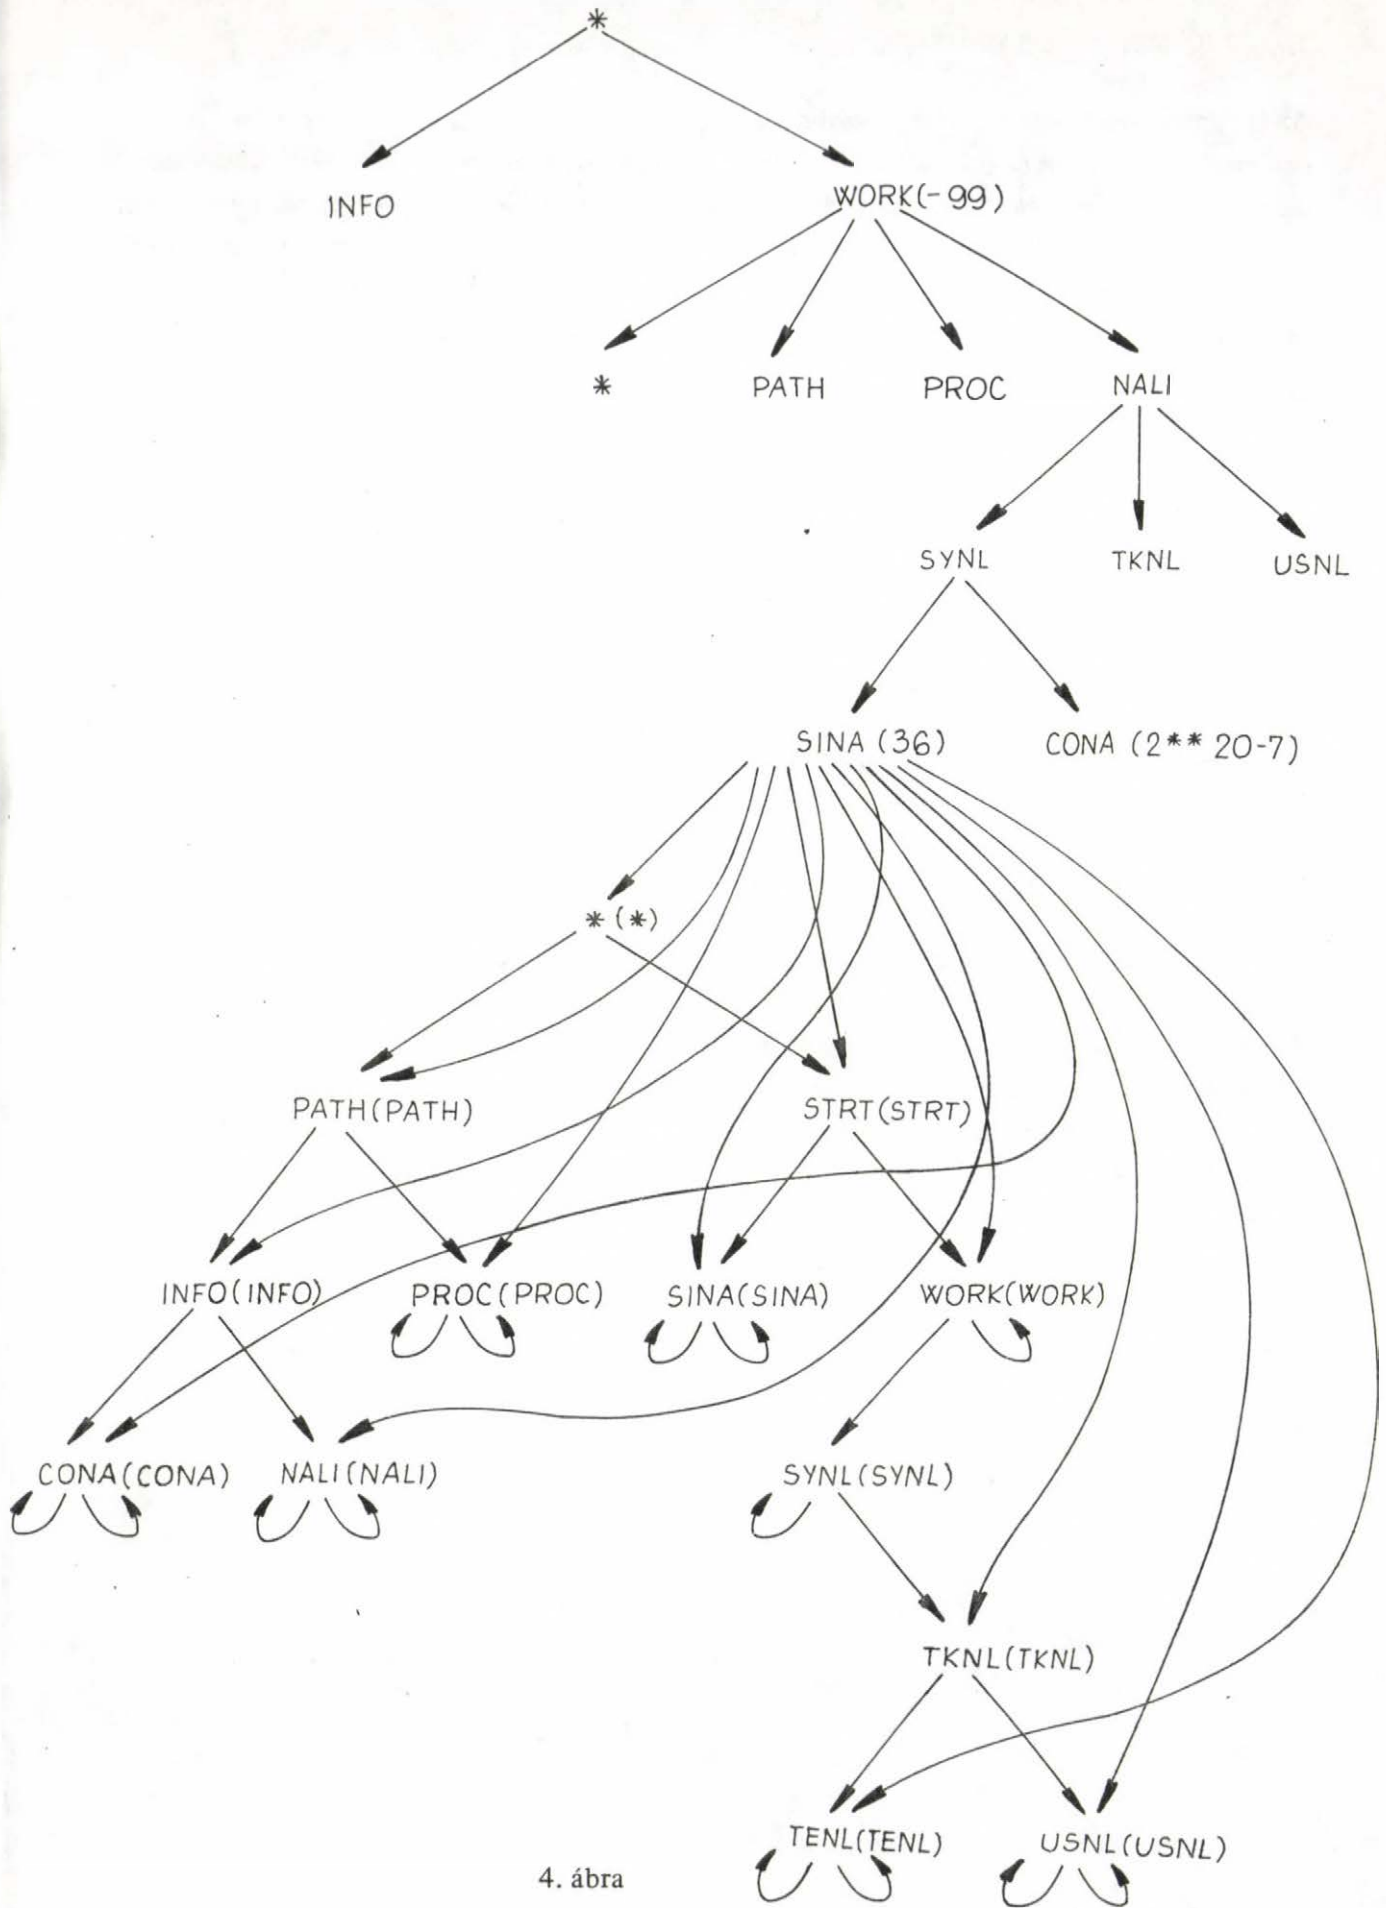 *
INFO WORK(-99)
* PATH PROC NALI
SYNL TKNL USNL
SINA (36) CONA (2** 20-7)
*(*)
PATH(PATH) STRT(STRT)
INFO(INFO) PROC(PROC) SINA(SINA) WORK(WORK)
CONA(CONA) NALI(NALI) SYNL(SYNL)
TKNL(TKNL)
TENL(TENL) USNL(USNL)
4. ábra